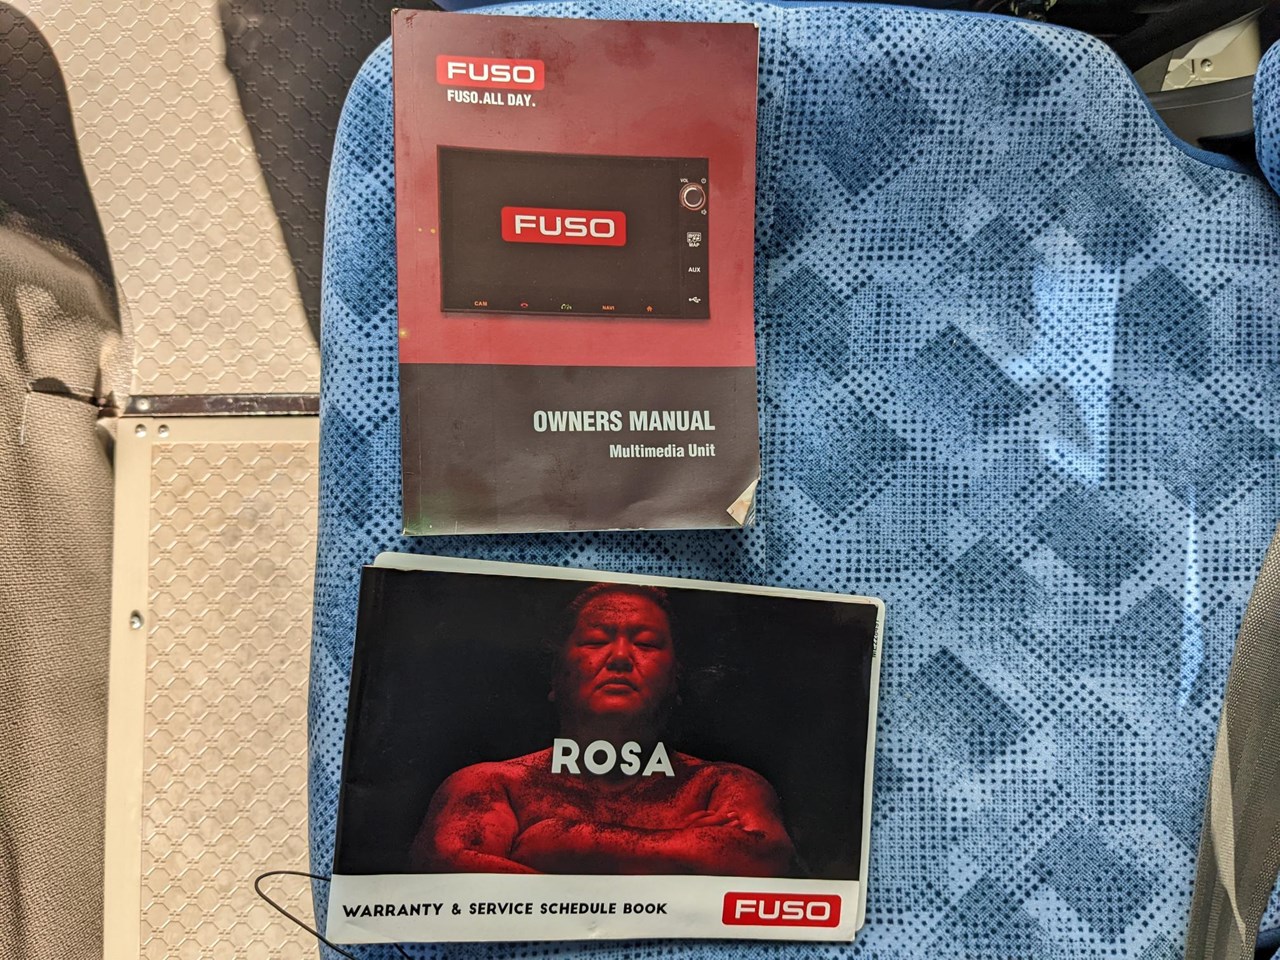 FUSO
FUSO.ALL DAY.
VOL
FUSO
MAP
AUX
CAM
NAVI
OWNERS MANUAL
Multimedia Unit
ROSA
WARRANTY & SERVICE SCHEDULE BOOK
FUSO